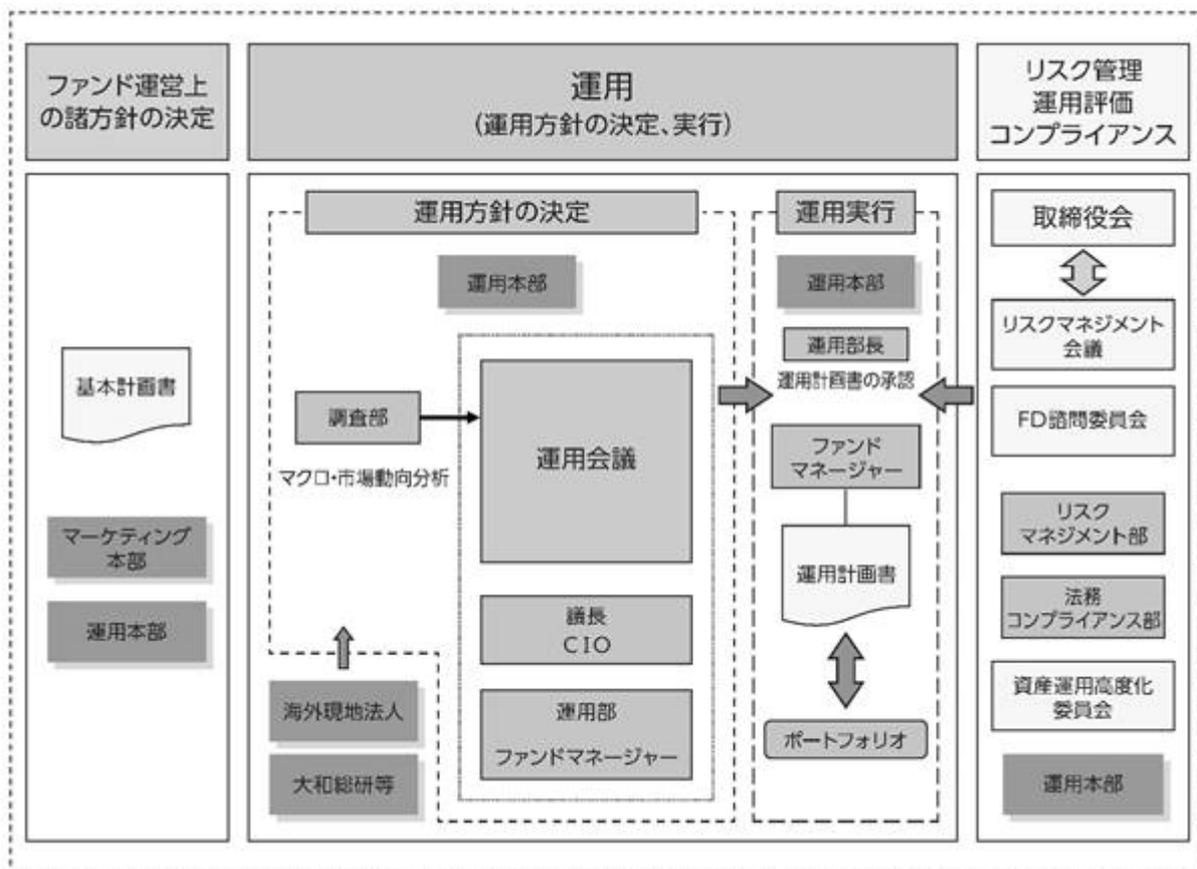 ファンド運営上
の諸方針の決定
運用
(運用方針の決定、実行)
リスク管理
運用評価
コンプライアンス
基本計画書
マーケティング
本部
運用本部
運用方針の決定
運用本部
調査部
マクロ・市場動向分析
運用会議
議長
CIO
運用部
ファンドマネージャー
海外現地法人
大和総研等
運用実行
運用本部
運用部長
運用計画書の承認
ファンド
マネージャー
運用計画書
ポートフォリオ
取締役会
リスクマネジメント
会議
FD諮問委員会
リスク
マネジメント部
法務
コンプライアンス部
資産運用高度化
委員会
運用本部